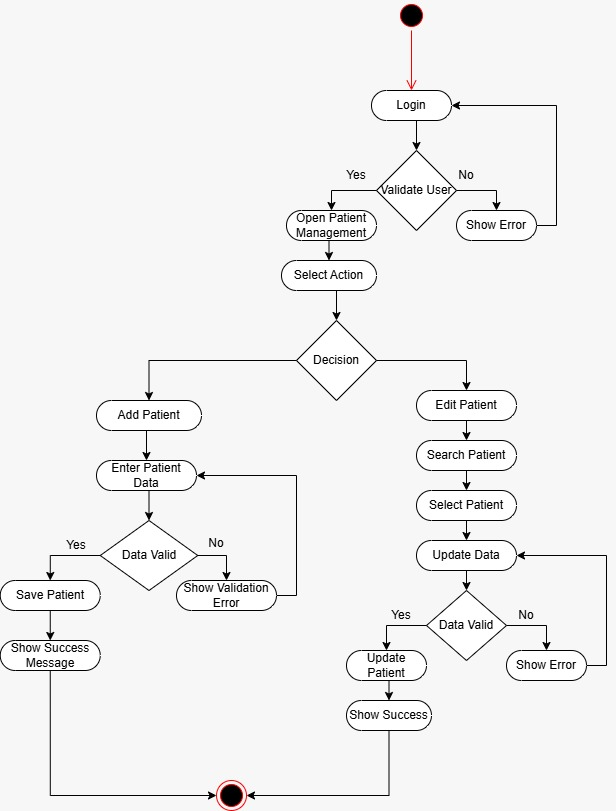 Login
Yes
No
Validate User
Open Patient
Management
Show Error
Select Action
Decision
Add Patient
Enter Patient
Data
Yes
No
Data Valid
Save Patient
Show Validation
Error
Show Success
Message
Edit Patient
Search Patient
Select Patient
Update Data
Yes
No
Data Valid
Update
Patient
Show Error
Show Success